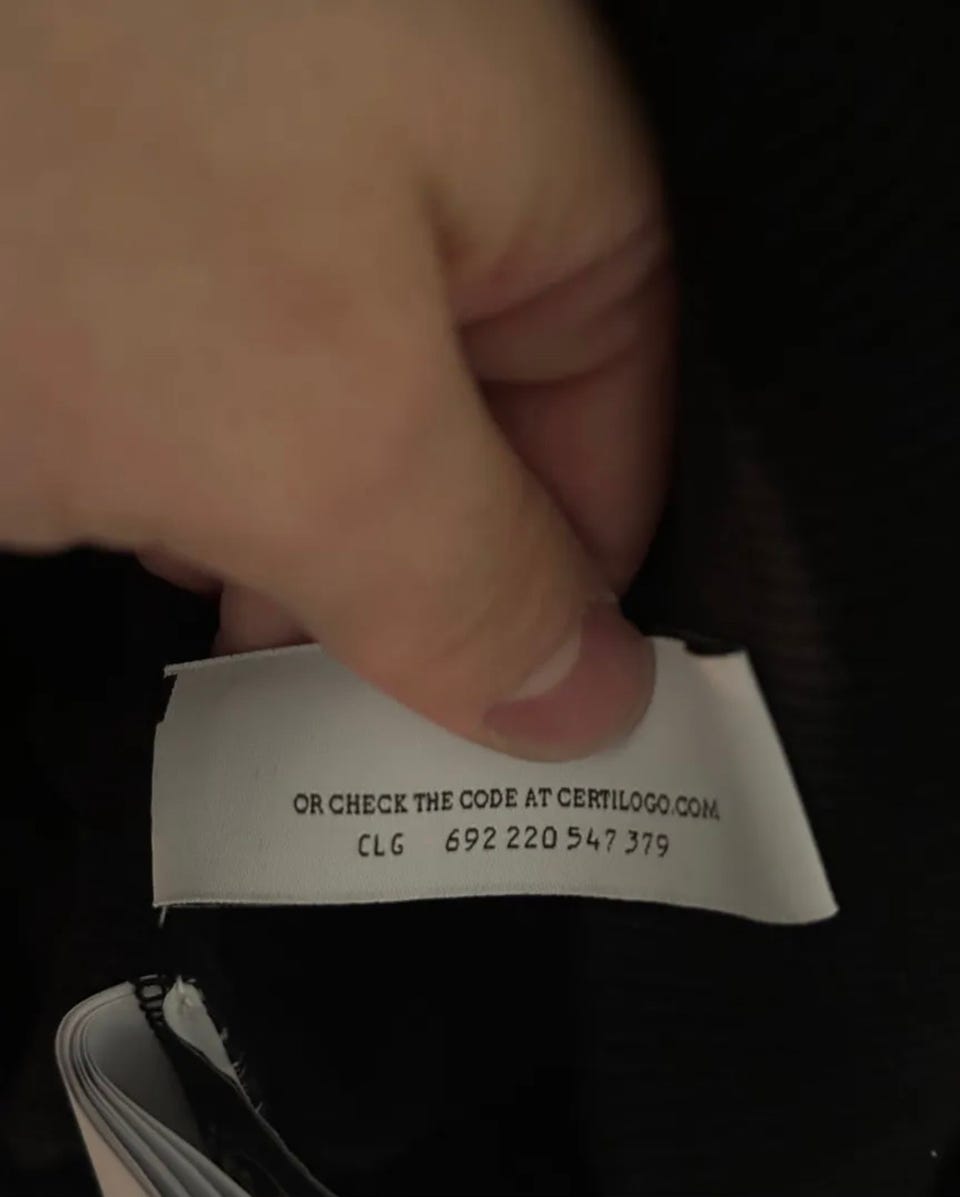 OR CHECK THE CODE AT CERTILOGO.COM
CLG 692 220 547 379